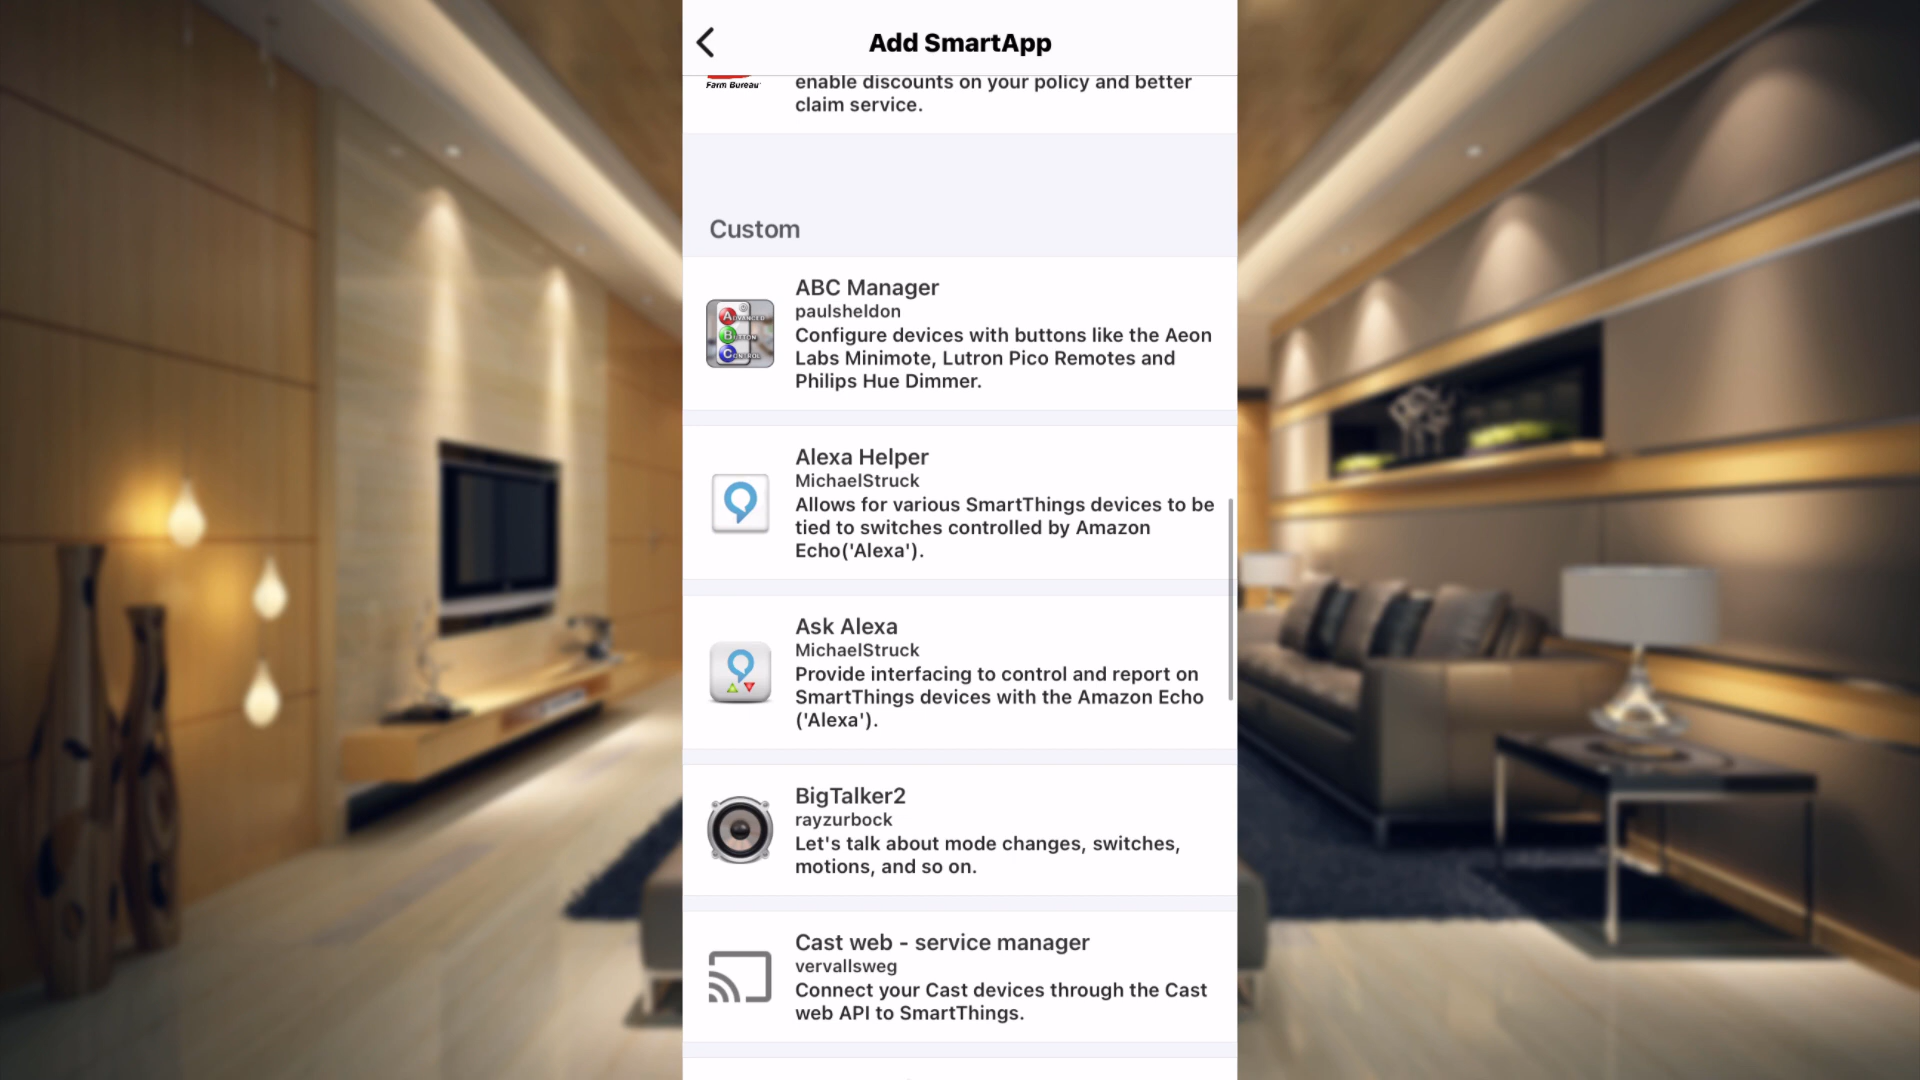 Add SmartApp
Farm Bureau
enable discounts on your policy and better
claim service.
Custom
ABC Manager
paulsheldon
Configure devices with buttons like the Aeon
Labs Minimote, Lutron Pico Remotes and
Philips Hue Dimmer.
ADVANCED
BUTTON
CONTROL
Alexa Helper
MichaelStruck
Allows for various SmartThings devices to be
tied to switches controlled by Amazon
Echo('Alexa').
Ask Alexa
MichaelStruck
Provide interfacing to control and report on
SmartThings devices with the Amazon Echo
('Alexa').
BigTalker2
rayzurbock
Let's talk about mode changes, switches,
motions, and so on.
Cast web - service manager
vervallsweg
Connect your Cast devices through the Cast
web API to SmartThings.